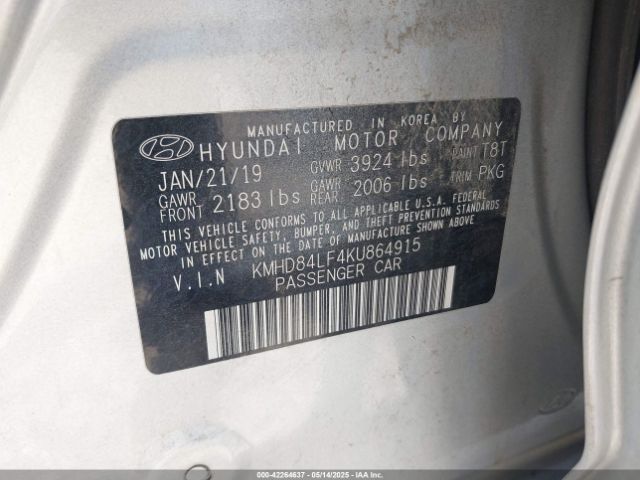 MANUFACTURED IN KOREA BY
HYUNDAI MOTOR COMPANY
JAN/21/19 GVWR 3924 lbs PAINT T8T
GAWR FRONT 2183 lbs GAWR REAR 2006 lbs TRIM PKG
THIS VEHICLE CONFORMS TO ALL APPLICABLE U.S.A. FEDERAL
MOTOR VEHICLE SAFETY, BUMPER, AND THEFT PREVENTION STANDARDS
IN EFFECT ON THE DATE OF MANUFACTURE SHOWN ABOVE
V.I.N KMHD84LF4KU864915
PASSENGER CAR
000-42264637 - 05/14/2025 - IAAI.COM